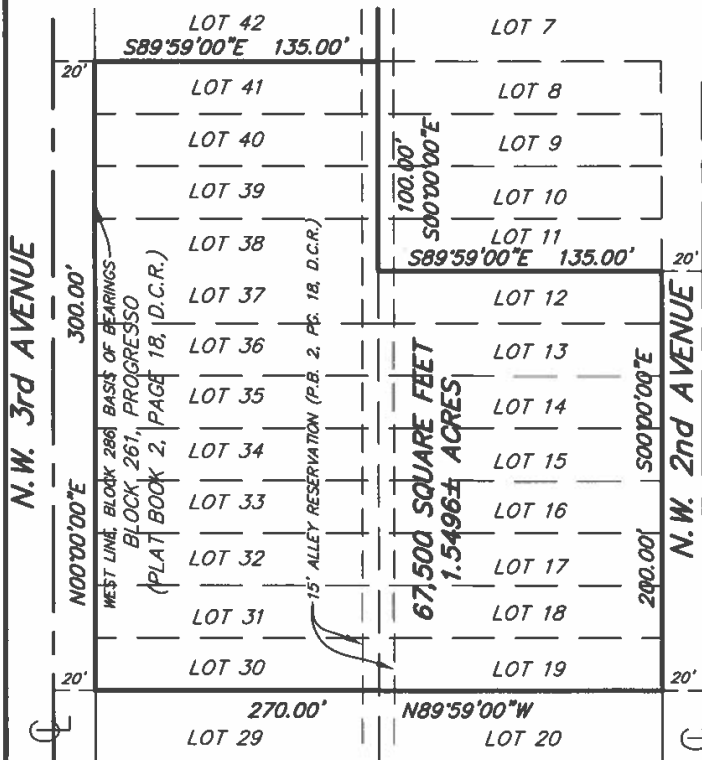 LOT 42
S89°59'00"E 135.00'
LOT 7
20'
LOT 41
LOT 8
LOT 40
LOT 9
LOT 39
LOT 10
100.00'
S00°00'00"E
LOT 38
LOT 11
S89°59'00"E 135.00'
20'
N.W. 3rd AVENUE
300.00'
N00°00'00"E
WEST LINE, BLOCK 286, BASIS OF BEARINGS
BLOCK 261, PROGRESSO
(PLAT BOOK 2, PAGE 18, D.C.R.)
LOT 37
LOT 12
LOT 36
LOT 13
LOT 35
LOT 14
LOT 34
LOT 15
LOT 33
LOT 16
LOT 32
LOT 17
LOT 31
LOT 18
LOT 30
LOT 19
15' ALLEY RESERVATION (P.B. 2, PG. 18, D.C.R.)
67,500 SQUARE FEET
1.5496± ACRES
S00°00'00"E
200.00'
N.W. 2nd AVENUE
20'
20'
270.00'
N89°59'00"W
LOT 29
LOT 20